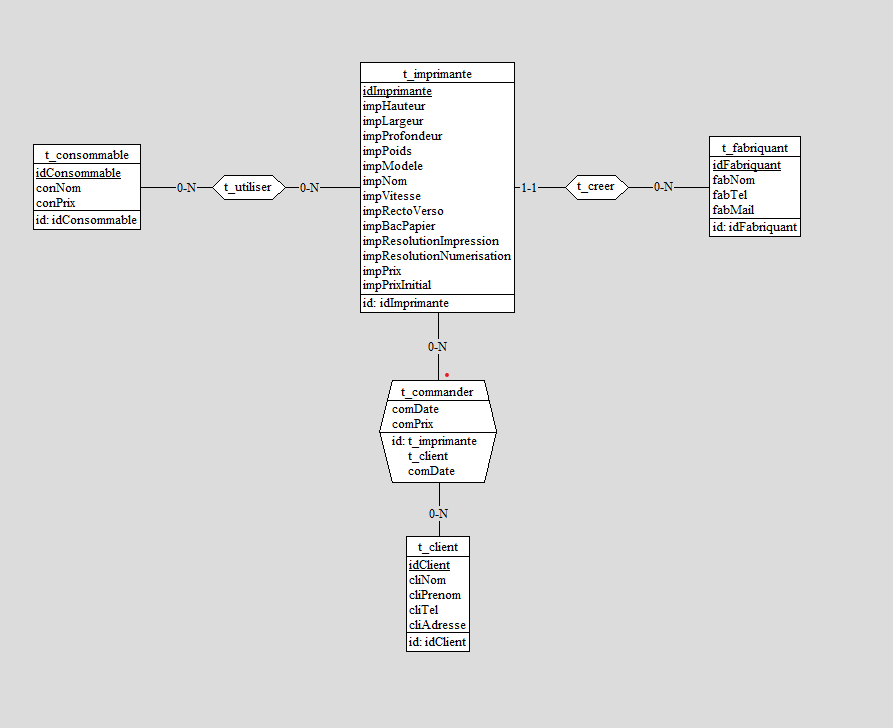 t_imprimante
idImprimante
impHauteur
impLargeur
impProfondeur
impPoids
impModele
impNom
impVitesse
impRectoVerso
impBacPapier
impResolutionImpression
impResolutionNumerisation
impPrix
impPrixInitial
id: idImprimante
t_consommable
idConsommable
conNom
conPrix
id: idConsommable
0-N
t_utiliser
0-N
1-1
t_creer
0-N
t_fabriquant
idFabriquant
fabNom
fabTel
fabMail
id: idFabriquant
0-N
t_commander
comDate
comPrix
id: t_imprimante
t_client
comDate
0-N
t_client
idClient
cliNom
cliPrenom
cliTel
cliAdresse
id: idClient